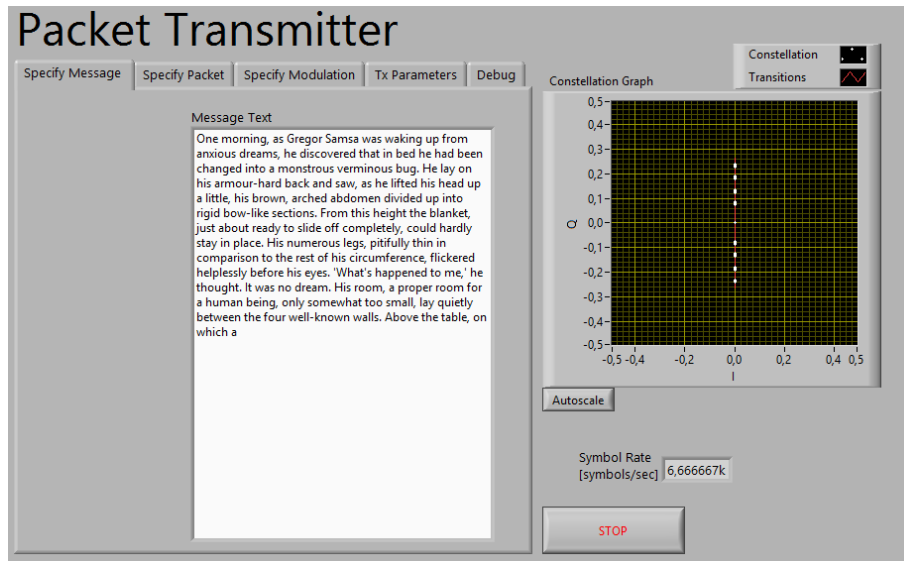 Packet Transmitter
Specify Message
Specify Packet
Specify Modulation
Tx Parameters
Debug
Message Text
One morning, as Gregor Samsa was waking up from
anxious dreams, he discovered that in bed he had been
changed into a monstrous verminous bug. He lay on
his armour-hard back and saw, as he lifted his head up
a little, his brown, arched abdomen divided up into
rigid bow-like sections. From this height the blanket,
just about ready to slide off completely, could hardly
stay in place. His numerous legs, pitifully thin in
comparison to the rest of his circumference, flickered
helplessly before his eyes. 'What's happened to me,' he
thought. It was no dream. His room, a proper room for
a human being, only somewhat too small, lay quietly
between the four well-known walls. Above the table, on
which a
Constellation
Transitions
Constellation Graph
0,5
0,4
0,3
0,2
0,1
0,0
-0,1
-0,2
-0,3
-0,4
-0,5
Q
-0,5 -0,4 -0,2 0,0 0,2 0,4 0,5
I
Autoscale
Symbol Rate
[symbols/sec] 6,666667k
STOP